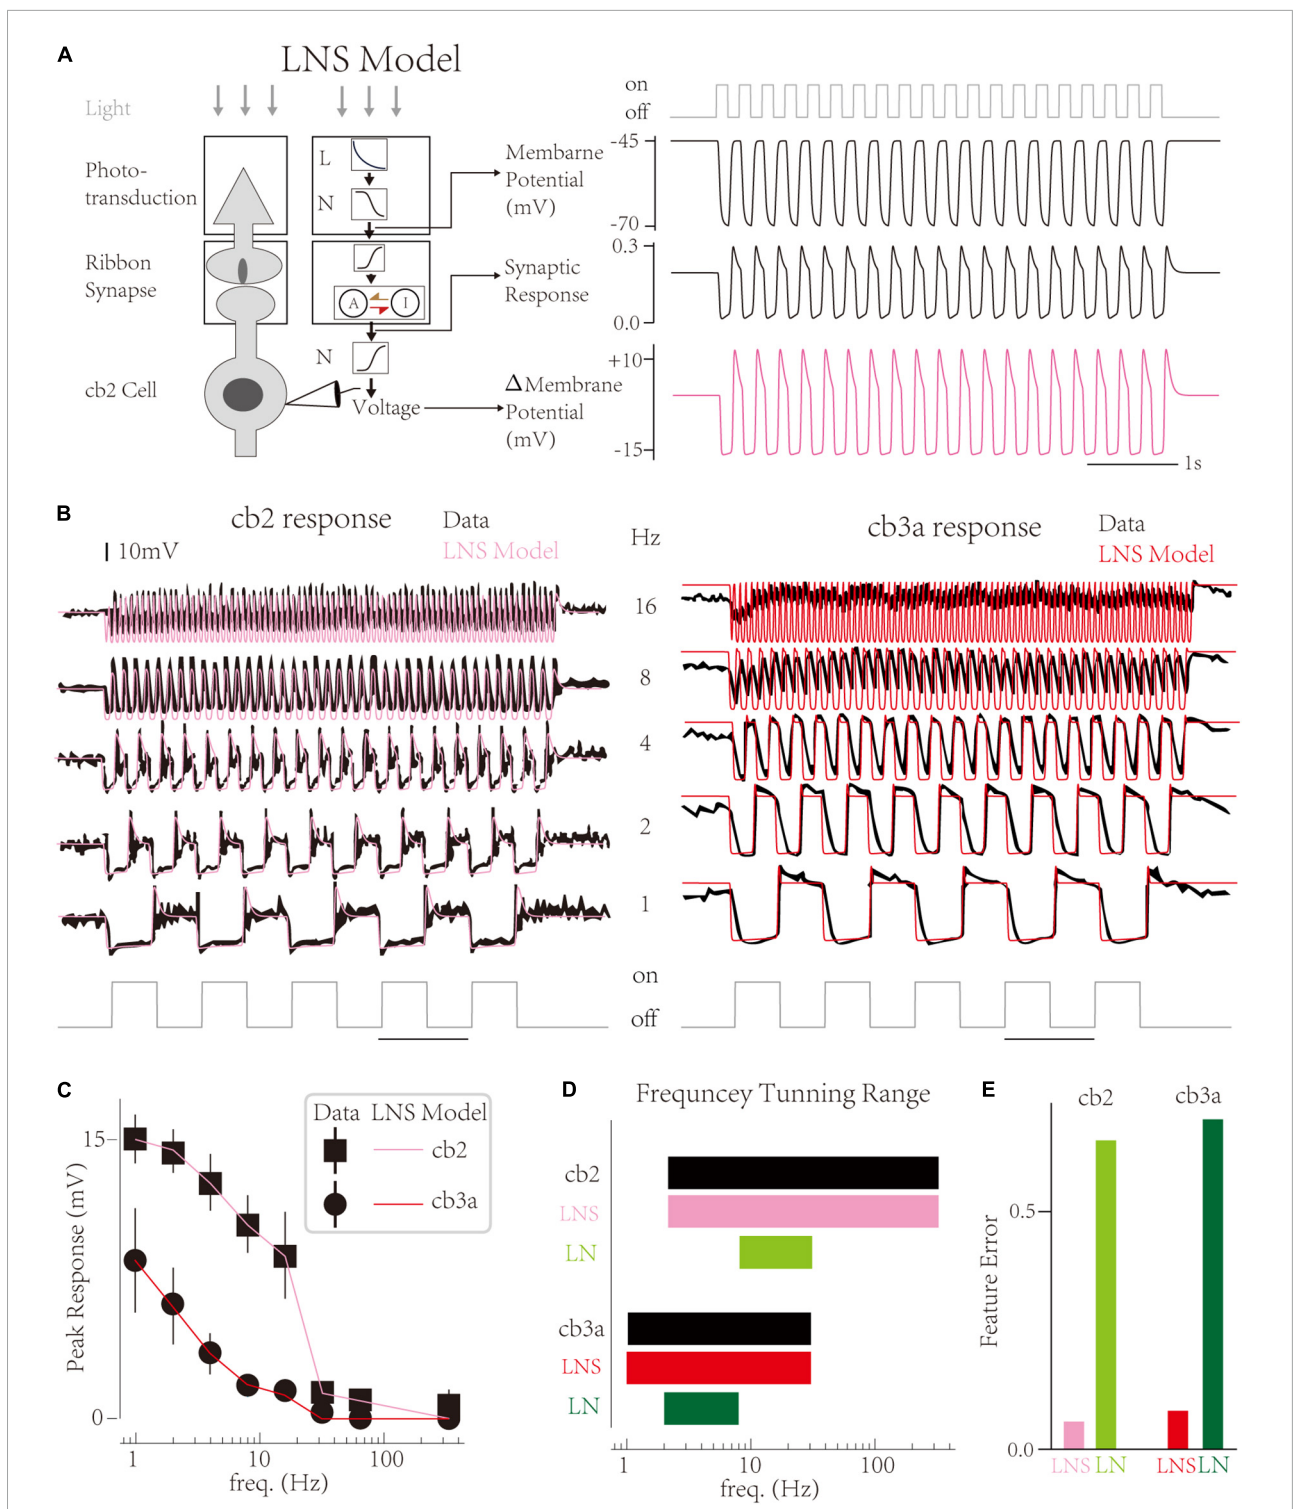 A
LNS Model
Light
Photo-
transduction
Ribbon
Synapse
cb2 Cell
L
N
A
I
N
Voltage
Membarne
Potential
(mV)
Synaptic
Response
Δ Membrane
Potential
(mV)
on
off
-45
-70
0.3
0.0
+10
-15
1s
B
cb2 response
Data
LNS Model
10mV
Hz
cb3a response
Data
LNS Model
16
8
4
2
1
on
off
C
Peak Response (mV)
15
0
1
10
100
freq. (Hz)
Data LNS Model
cb2
cb3a
D
Frequncey Tunning Range
cb2
LNS
LN
cb3a
LNS
LN
1
10
100
freq. (Hz)
E
cb2
cb3a
Feature Error
0.5
0.0
LNS LN
LNS LN